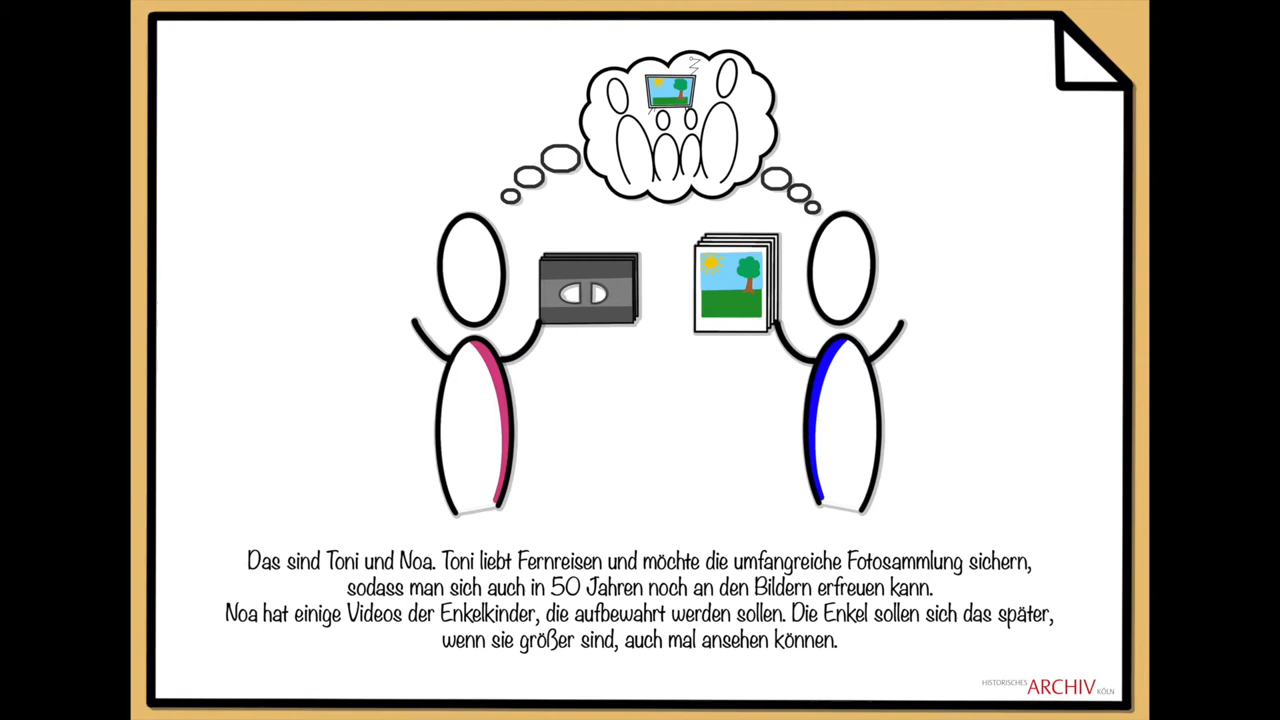 Das sind Toni und Noa. Toni liebt Fernreisen und möchte die umfangreiche Fotosammlung sichern,
sodass man sich auch in 50 Jahren noch an den Bildern erfreuen kann.
Noa hat einige Videos der Enkelkinder, die aufbewahrt werden sollen. Die Enkel sollen sich das später,
wenn sie größer sind, auch mal ansehen können.
HISTORISCHES ARCHIV KÖLN